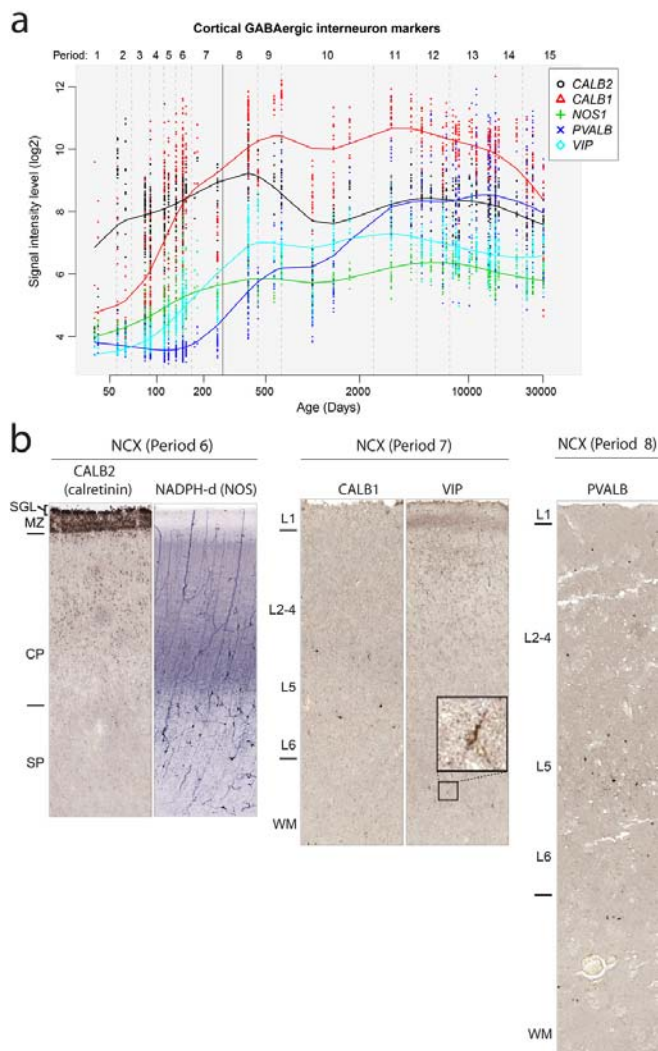 a
Cortical GABAergic interneuron markers
Period: 1 2 3 4 5 6 7 8 9 10 11 12 13 14 15
CALB2
CALB1
NOS1
PVALB
VIP
Signal intensity level (log2)
12
10
8
6
4
50 100 200 500 2000 10000 30000
Age (Days)
b
NCX (Period 6)
NCX (Period 7)
NCX (Period 8)
CALB2
(calretinin)
NADPH-d (NOS)
CALB1
VIP
PVALB
SGL
MZ
CP
SP
L1
L2-4
L5
L6
WM
L1
L2-4
L5
L6
WM